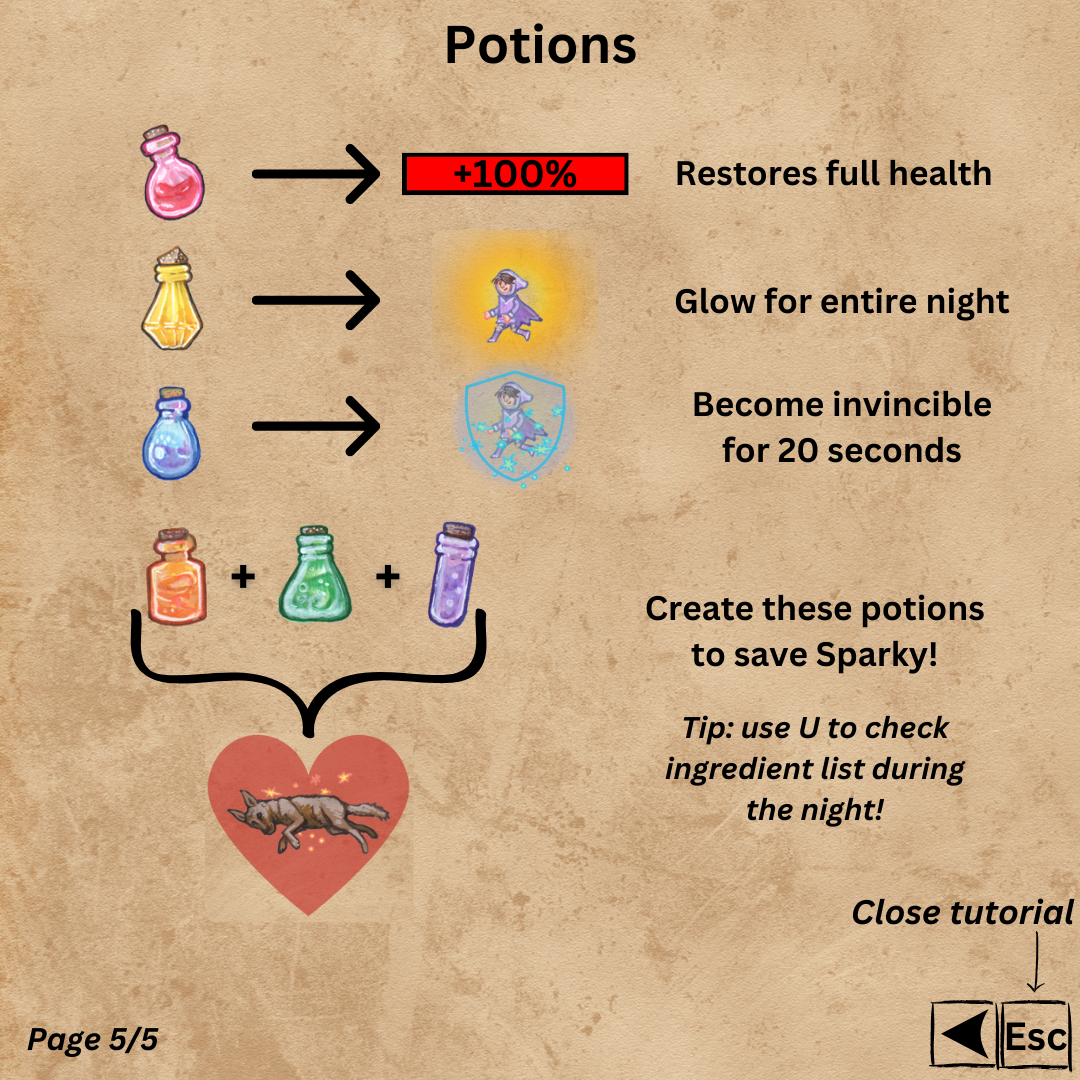 Potions
+100%
Restores full health
Glow for entire night
Become invincible
for 20 seconds
+ +
Create these potions
to save Sparky!
Tip: use U to check
ingredient list during
the night!
Close tutorial
Page 5/5
Esc